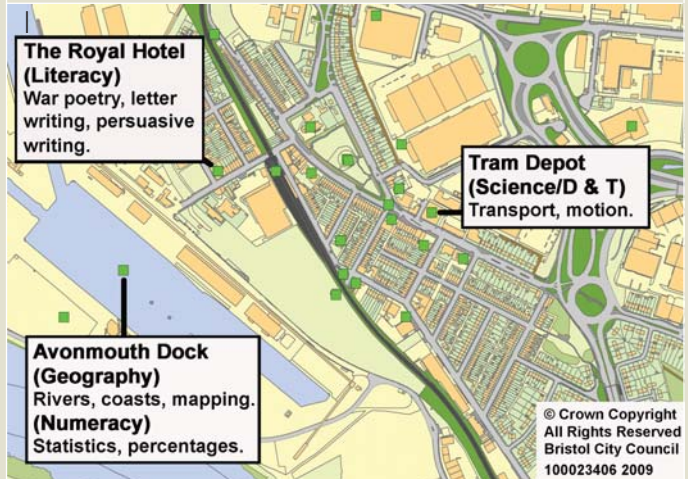 The Royal Hotel
(Literacy)
War poetry, letter
writing, persuasive
writing.
Tram Depot
(Science/D & T)
Transport, motion.
Avonmouth Dock
(Geography)
Rivers, coasts, mapping.
(Numeracy)
Statistics, percentages.
© Crown Copyright
All Rights Reserved
Bristol City Council
100023406 2009